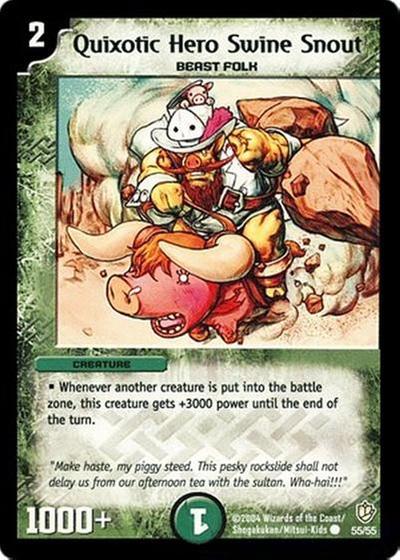 2
Quixotic Hero Swine Snout
BEAST FOLK
CREATURE
▪ Whenever another creature is put into the battle
zone, this creature gets +3000 power until the end of
the turn.
"Make haste, my piggy steed. This pesky rockslide shall not
delay us from our afternoon tea with the sultan. Wha-hai!!!"
1000+
1
©2004 Wizards of the Coast/
Shogakukan/Mitsui-Kids
55/55